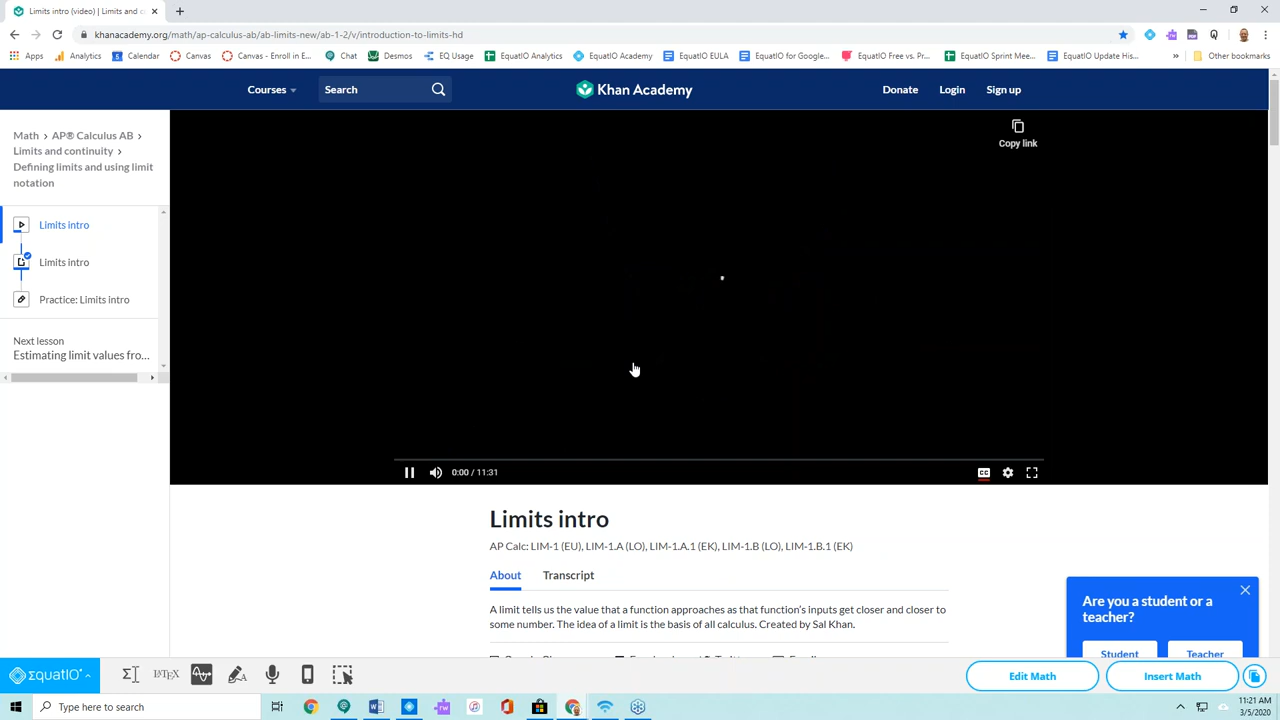 Limits intro (video) | Limits and c
khanacademy.org/math/ap-calculus-ab/ab-limits-new/ab-1-2/v/introduction-to-limits-hd
Apps Analytics Calendar Canvas Canvas - Enroll in E... Chat Desmos EQ Usage EquatIO Analytics EquatIO Academy EquatIO EULA EquatIO for Google... EquatIO Free vs. Pr... EquatIO Sprint Mee... EquatIO Update His... » Other bookmarks
Courses Search Khan Academy Donate Login Sign up
Math › AP® Calculus AB ›
Limits and continuity ›
Defining limits and using limit
notation
Limits intro
Limits intro
Practice: Limits intro
Next lesson
Estimating limit values fro...
Copy link
0:00 / 11:31
CC
Limits intro
AP Calc: LIM-1 (EU), LIM-1.A (LO), LIM-1.A.1 (EK), LIM-1.B (LO), LIM-1.B.1 (EK)
About Transcript
A limit tells us the value that a function approaches as that function's inputs get closer and closer to
some number. The idea of a limit is the basis of all calculus. Created by Sal Khan.
Are you a student or a
teacher?
Student Teacher
EquatIO LATEX Edit Math Insert Math
Type here to search
11:21 AM
3/5/2020